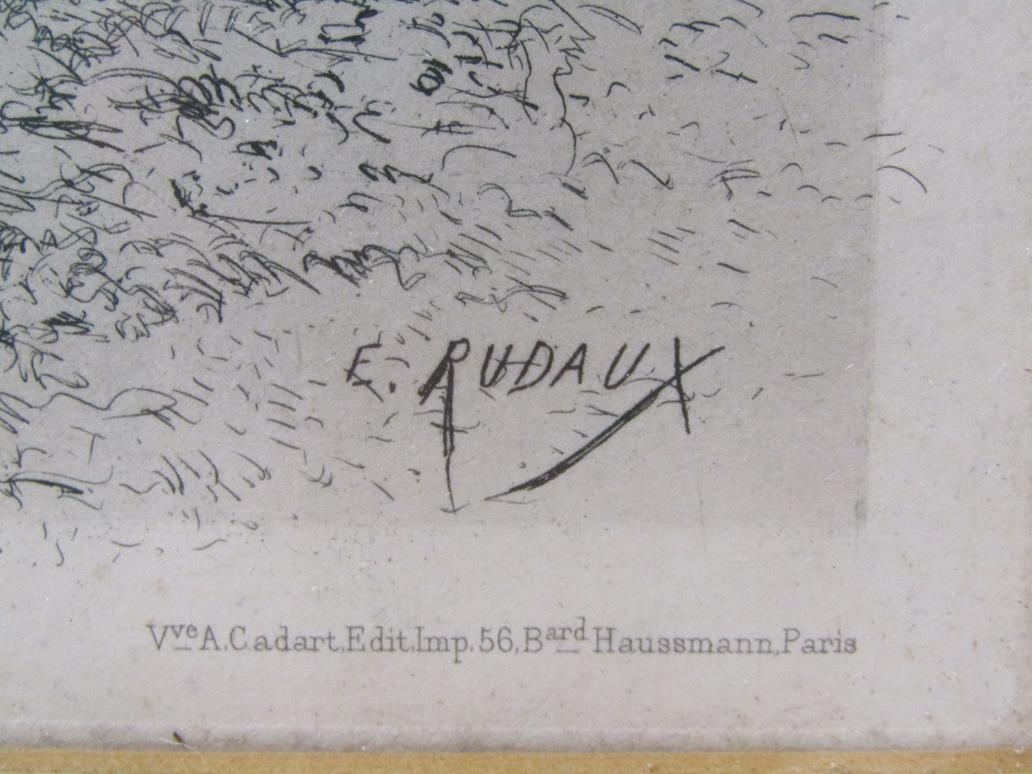 E. RUDAUX
Vve A. Cadart, Edit. Imp. 56, Bard Haussmann, Paris